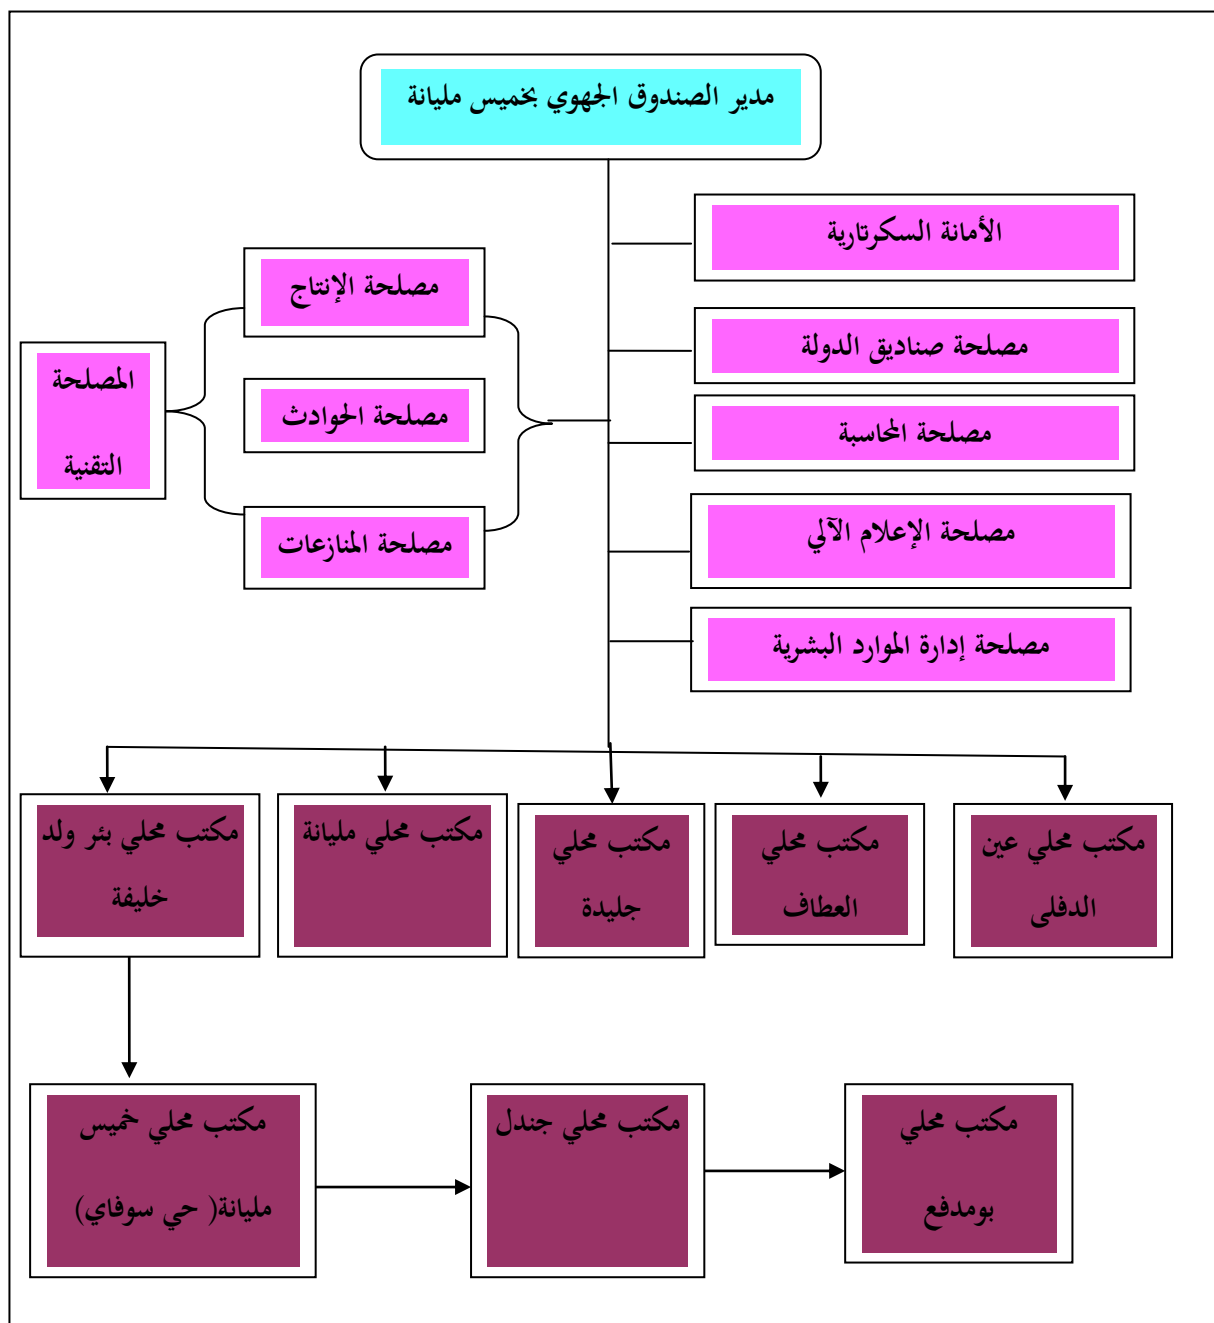 مدير الصندوق الجهوي بخميس مليانة
الأمانة السكرتارية
مصلحة صناديق الدولة
مصلحة المحاسبة
مصلحة الإعلام الآلي
مصلحة إدارة الموارد البشرية
مصلحة الإنتاج
مصلحة الحوادث
مصلحة المنازعات
المصلحة
التقنية
مكتب محلي عين
الدفلى
مكتب محلي
العطاف
مكتب محلي
جليدة
مكتب محلي مليانة
مكتب محلي بئر ولد
خليفة
مكتب محلي خميس
مليانة( حي سوفاي)
مكتب محلي جندل
مكتب محلي
بومدفع